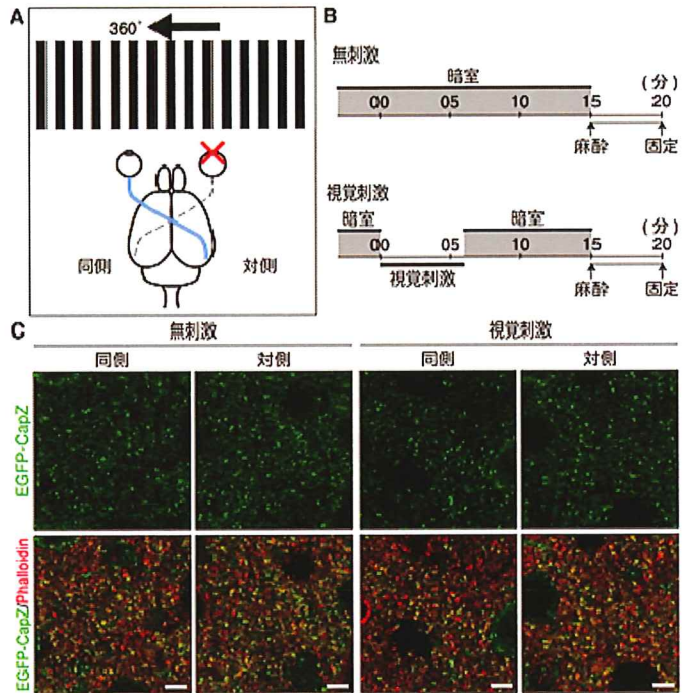 A
360°
同側
対側
B
無刺激
暗室
(分)
00 05 10 15 20
麻酔 固定
視覚刺激
暗室 暗室
(分)
00 05 10 15 20
視覚刺激
麻酔 固定
C
無刺激 視覚刺激
同側 対側 同側 対側
EGFP-CapZ
EGFP-CapZ/Phalloidin